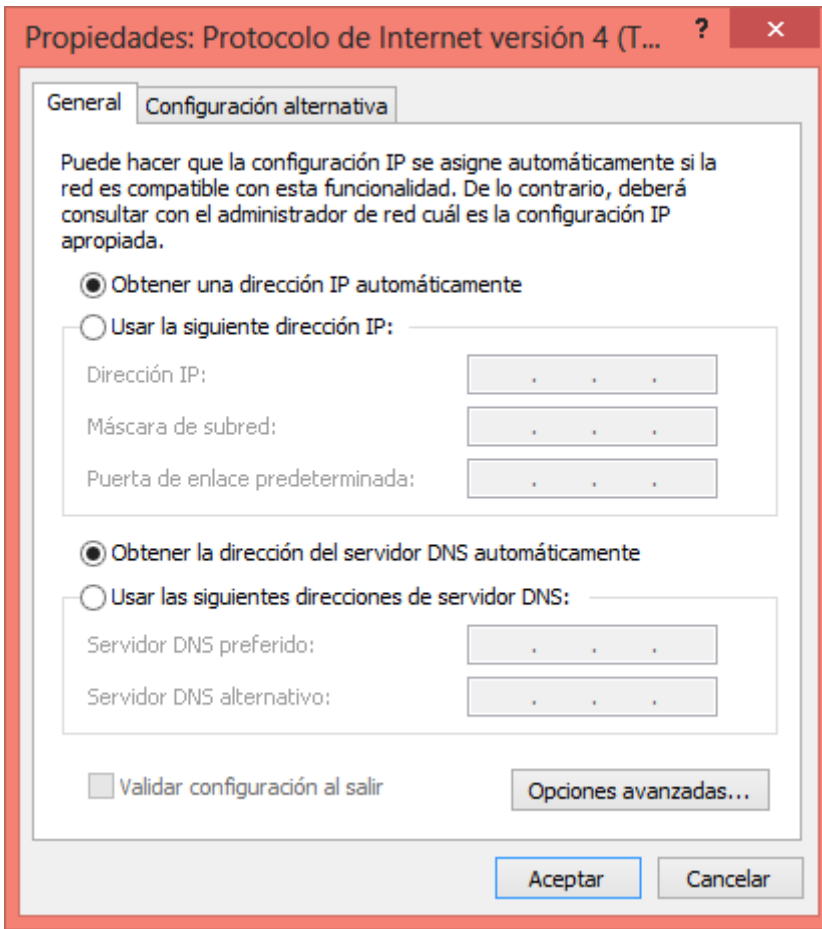 Propiedades: Protocolo de Internet versión 4 (T...
?
General
Configuración alternativa
Puede hacer que la configuración IP se asigne automáticamente si la
red es compatible con esta funcionalidad. De lo contrario, deberá
consultar con el administrador de red cuál es la configuración IP
apropiada.
Obtener una dirección IP automáticamente
Usar la siguiente dirección IP:
Dirección IP:
Máscara de subred:
Puerta de enlace predeterminada:
Obtener la dirección del servidor DNS automáticamente
Usar las siguientes direcciones de servidor DNS:
Servidor DNS preferido:
Servidor DNS alternativo:
Validar configuración al salir
Opciones avanzadas...
Aceptar
Cancelar